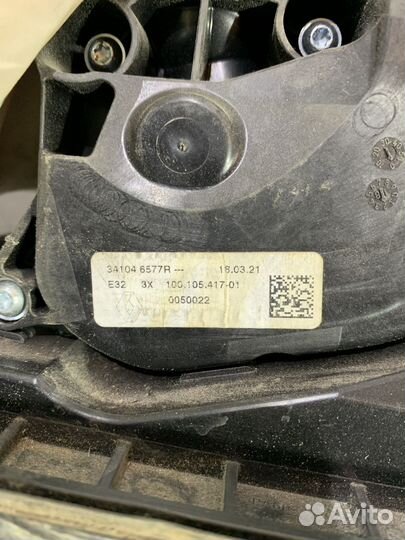 34104 6577R --- 18.03.21
E32 3X 100.105.417-01
0050022
Avito